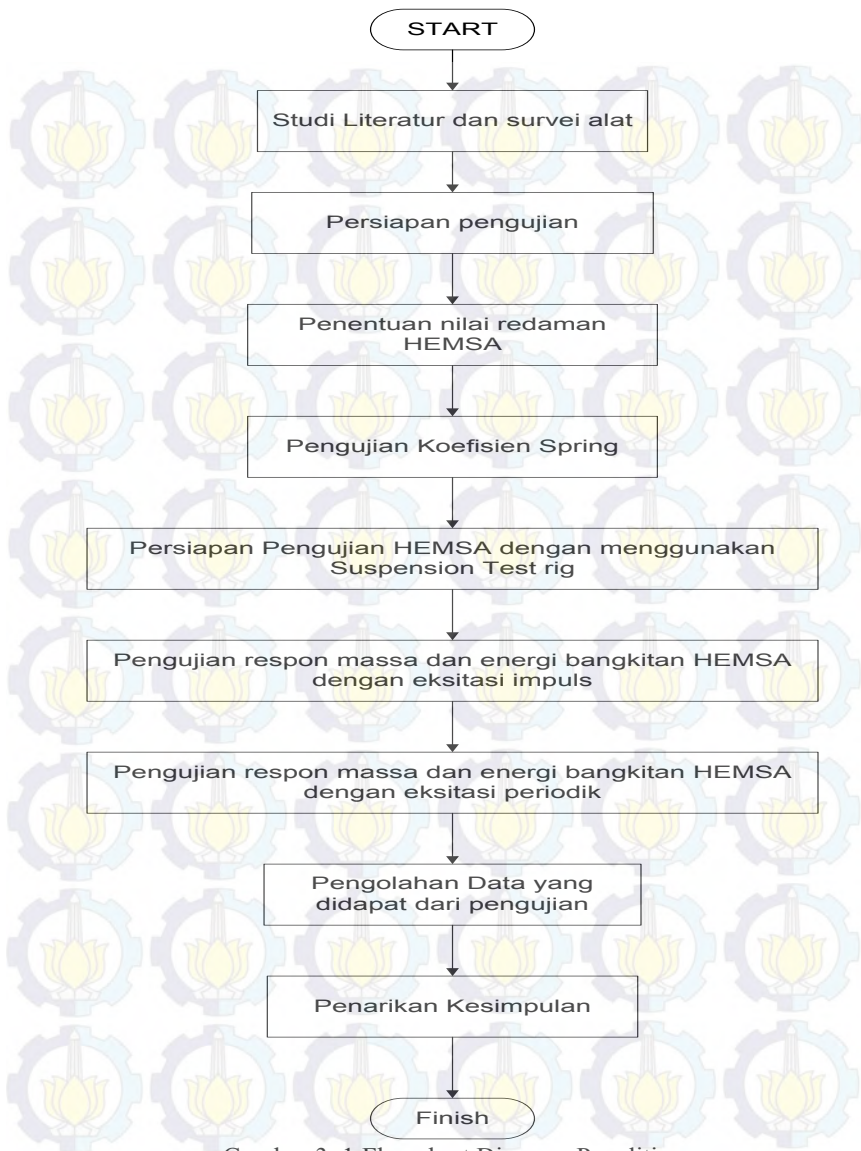 START
Studi Literatur dan survei alat
Persiapan pengujian
Penentuan nilai redaman
HEMSA
Pengujian Koefisien Spring
Persiapan Pengujian HEMSA dengan menggunakan
Suspension Test rig
Pengujian respon massa dan energi bangkitan HEMSA
dengan eksitasi impuls
Pengujian respon massa dan energi bangkitan HEMSA
dengan eksitasi periodik
Pengolahan Data yang
didapat dari pengujian
Penarikan Kesimpulan
Finish